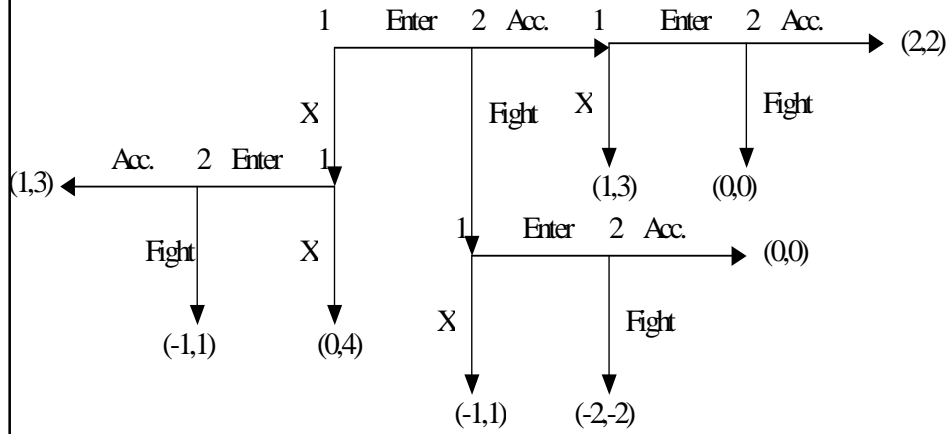 1 Enter 2 Acc. 1 Enter 2 Acc.
(2,2)
X Fight X Fight
Acc. 2 Enter 1
(1,3) (1,3) (0,0)
1 Enter 2 Acc.
Fight X (0,0)
X Fight
(-1,1) (0,4)
(-1,1) (-2,-2)